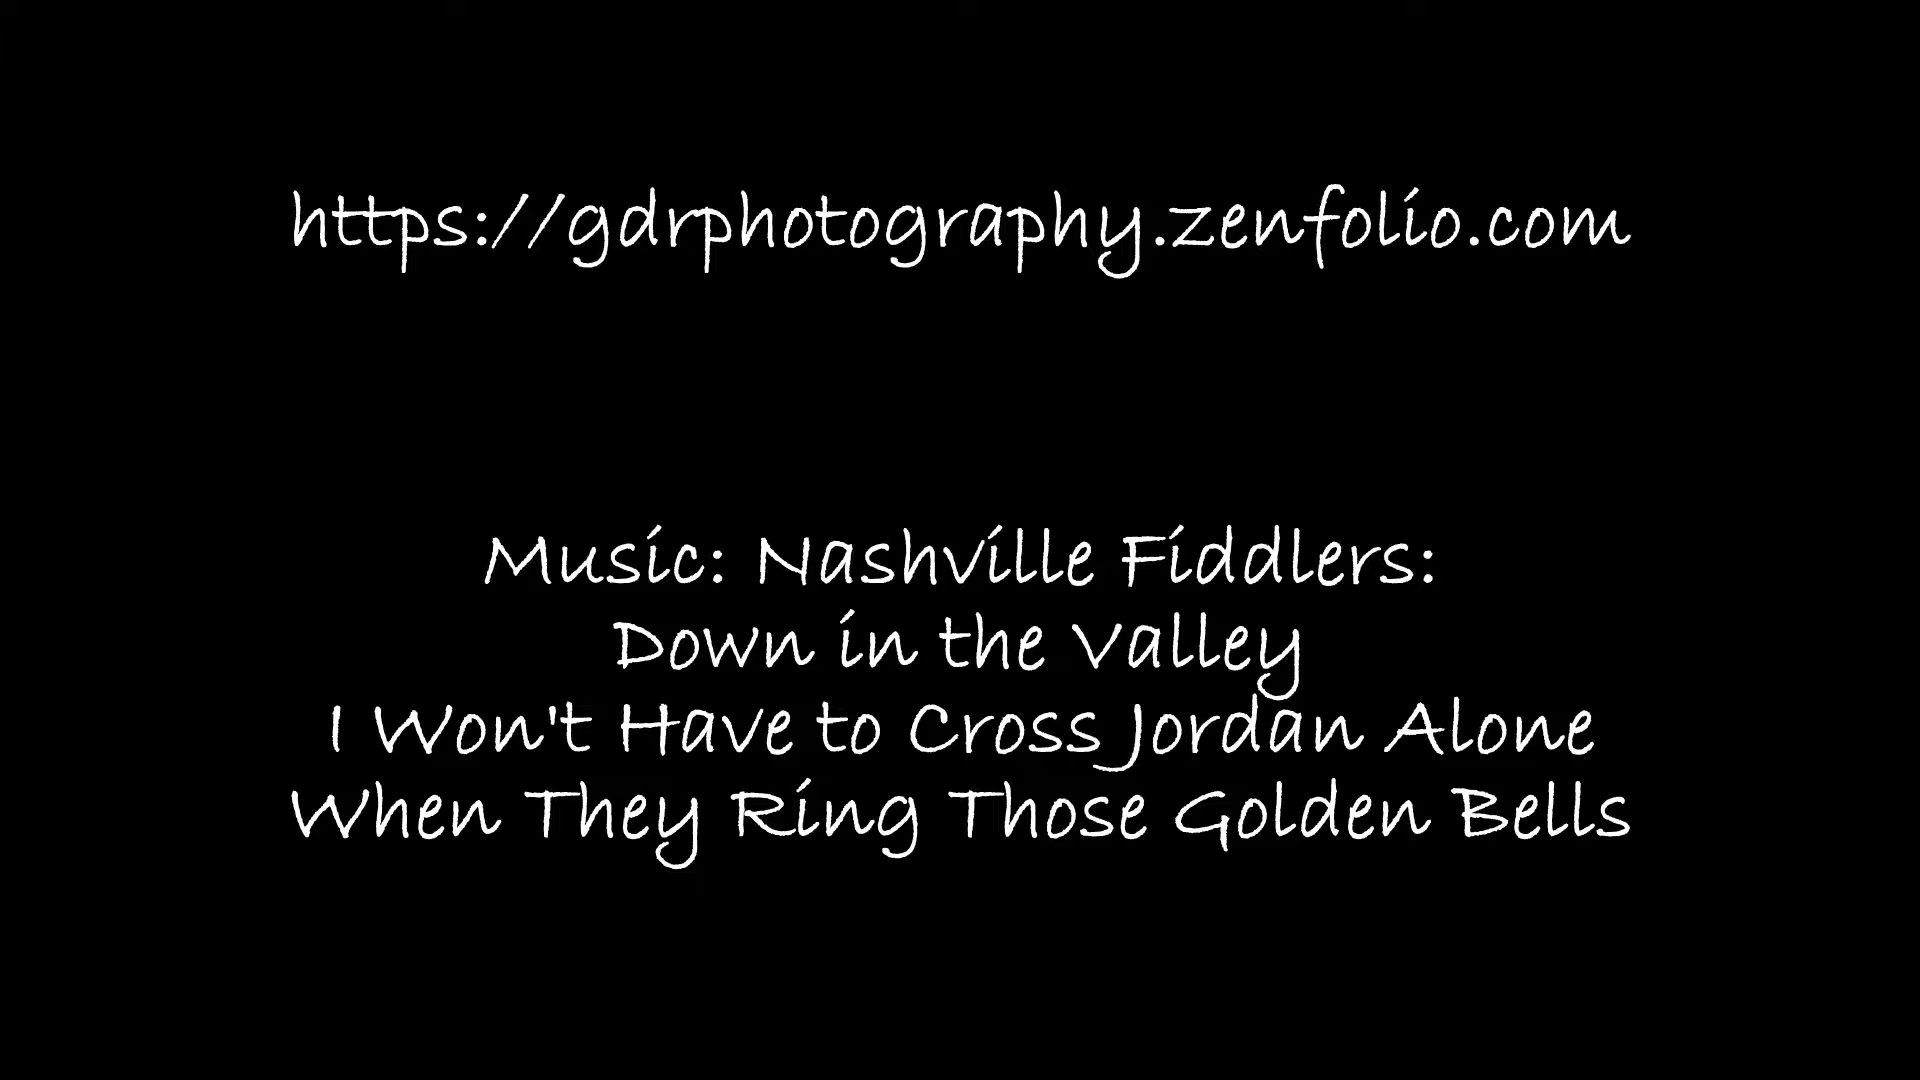 https://gdrphotography.zenfolio.com
Music: Nashville Fiddlers:
Down in the Valley
I Won't Have to Cross Jordan Alone
When They Ring Those Golden Bells